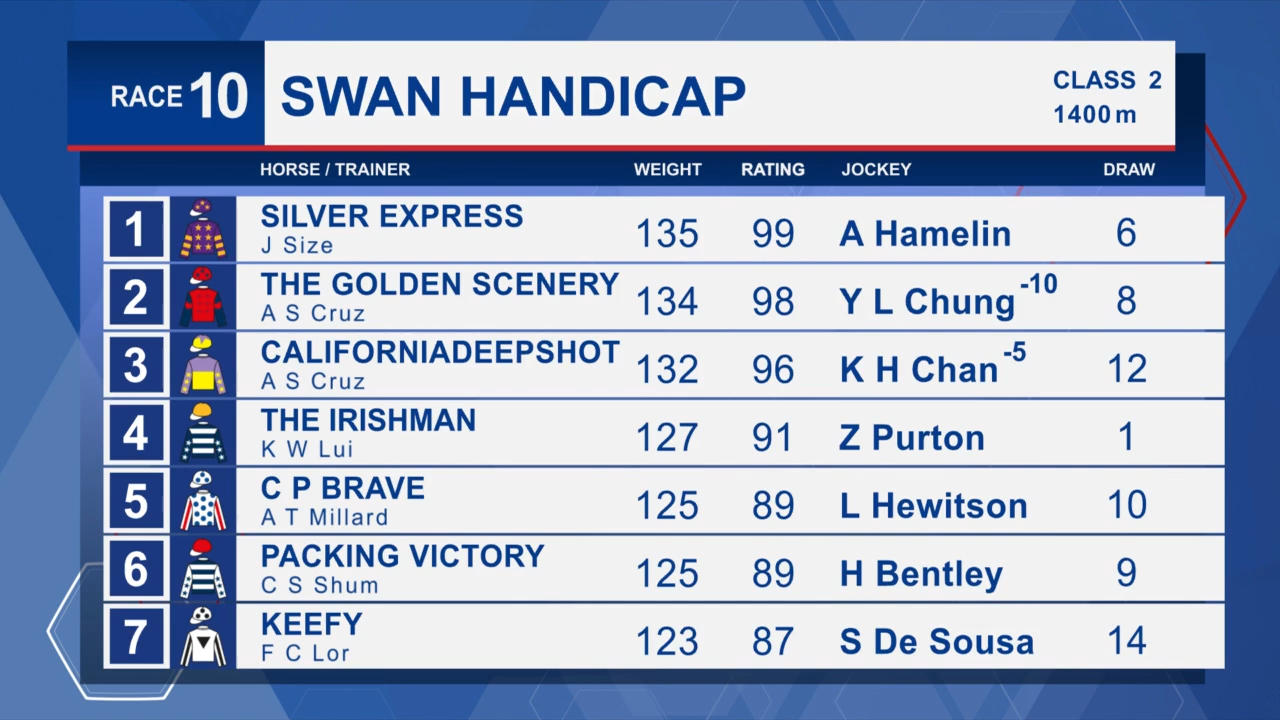 RACE 10 SWAN HANDICAP CLASS 2
1400m
HORSE / TRAINER WEIGHT RATING JOCKEY DRAW
1 SILVER EXPRESS 135 99 A Hamelin 6
J Size
2 THE GOLDEN SCENERY 134 98 Y L Chung -10 8
A S Cruz
3 CALIFORNIADEEPSHOT 132 96 K H Chan -5 12
A S Cruz
4 THE IRISHMAN 127 91 Z Purton 1
K W Lui
5 C P BRAVE 125 89 L Hewitson 10
A T Millard
6 PACKING VICTORY 125 89 H Bentley 9
C S Shum
7 KEEFY 123 87 S De Sousa 14
F C Lor